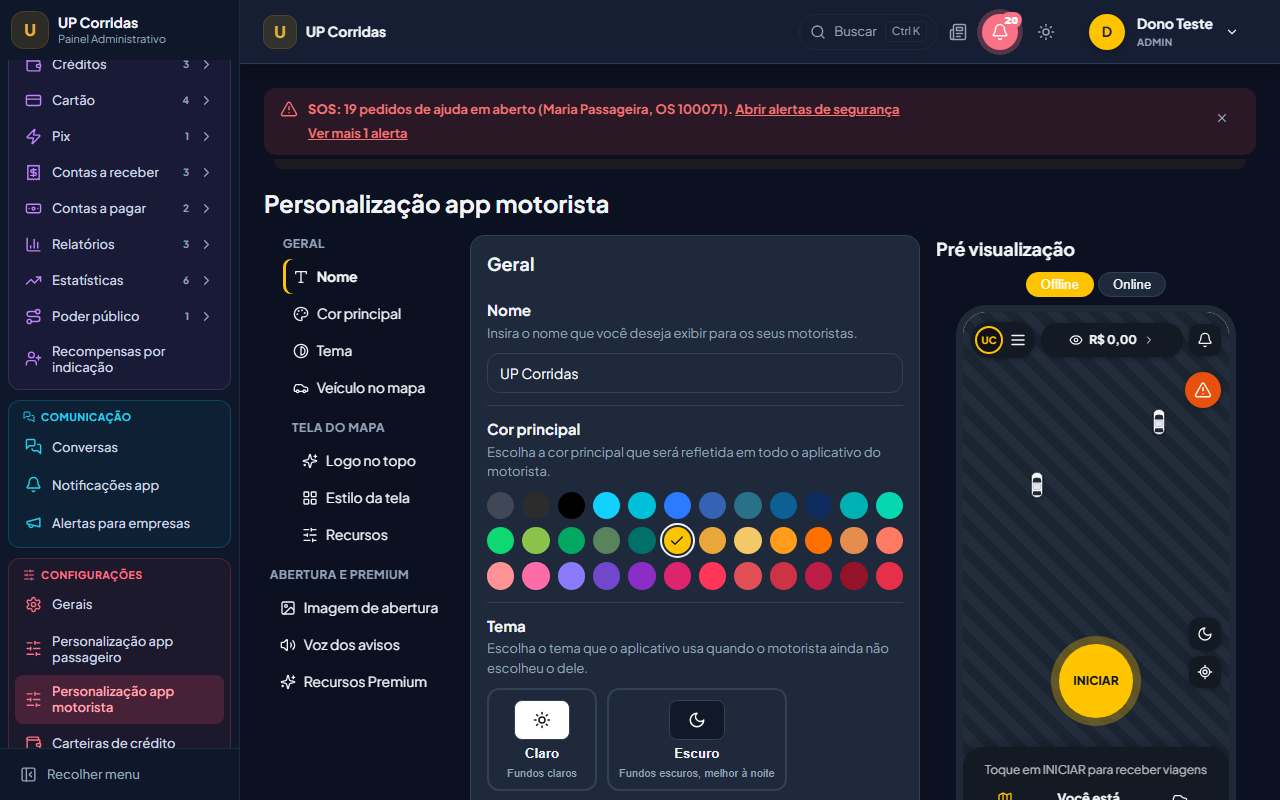 U
UP Corridas
Painel Administrativo
Créditos 3
Cartão 4
Pix 1
Contas a receber 3
Contas a pagar 2
Relatórios 3
Estatísticas 6
Poder público 1
Recompensas por
indicação
COMUNICAÇÃO
Conversas
Notificações app
Alertas para empresas
CONFIGURAÇÕES
Gerais
Personalização app
passageiro
Personalização app
motorista
Carteiras de crédito
Recolher menu
U UP Corridas
Buscar Ctrl K
20
D
Dono Teste
ADMIN
SOS: 19 pedidos de ajuda em aberto (Maria Passageira, OS 100071). Abrir alertas de segurança
Ver mais 1 alerta
Personalização app motorista
GERAL
Nome
Cor principal
Tema
Veículo no mapa
TELA DO MAPA
Logo no topo
Estilo da tela
Recursos
ABERTURA E PREMIUM
Imagem de abertura
Voz dos avisos
Recursos Premium
Geral
Nome
Insira o nome que você deseja exibir para os seus motoristas.
UP Corridas
Cor principal
Escolha a cor principal que será refletida em todo o aplicativo do
motorista.
Tema
Escolha o tema que o aplicativo usa quando o motorista ainda não
escolheu o dele.
Claro
Fundos claros
Escuro
Fundos escuros, melhor à noite
Pré visualização
Offline Online
UC
R$ 0,00
INICIAR
Toque em INICIAR para receber viagens
Você está